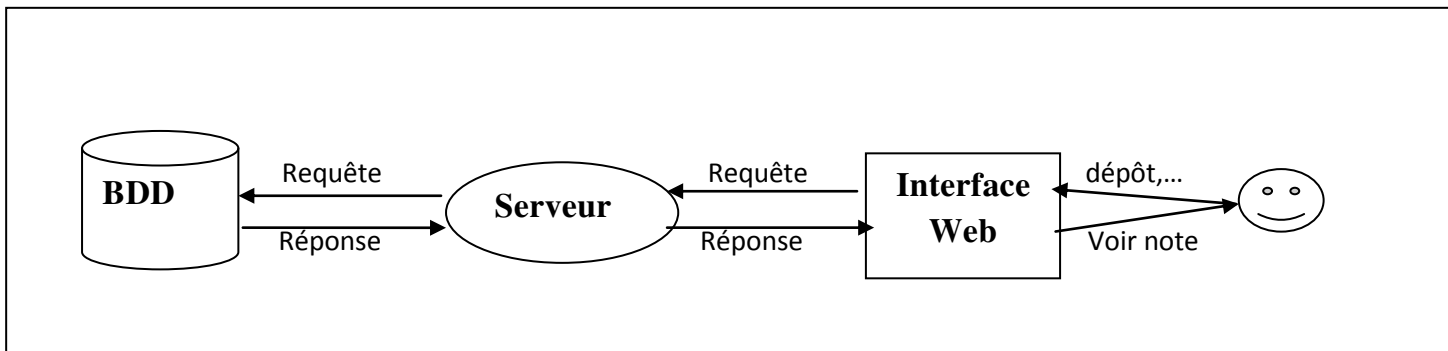 BDD
Requête
Réponse
Serveur
Requête
Réponse
Interface
Web
dépôt,...
Voir note